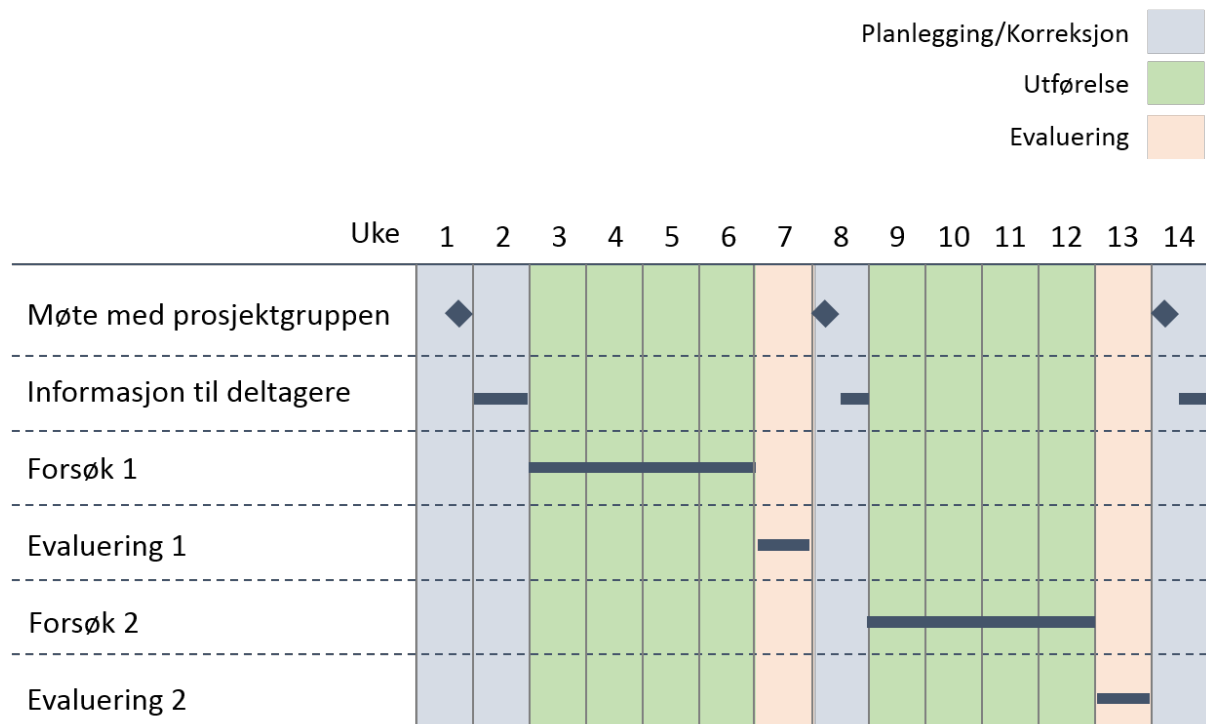 Planlegging/Korreksjon
Utførelse
Evaluering
Uke 1 2 3 4 5 6 7 8 9 10 11 12 13 14
Møte med prosjektgruppen
Informasjon til deltagere
Forsøk 1
Evaluering 1
Forsøk 2
Evaluering 2